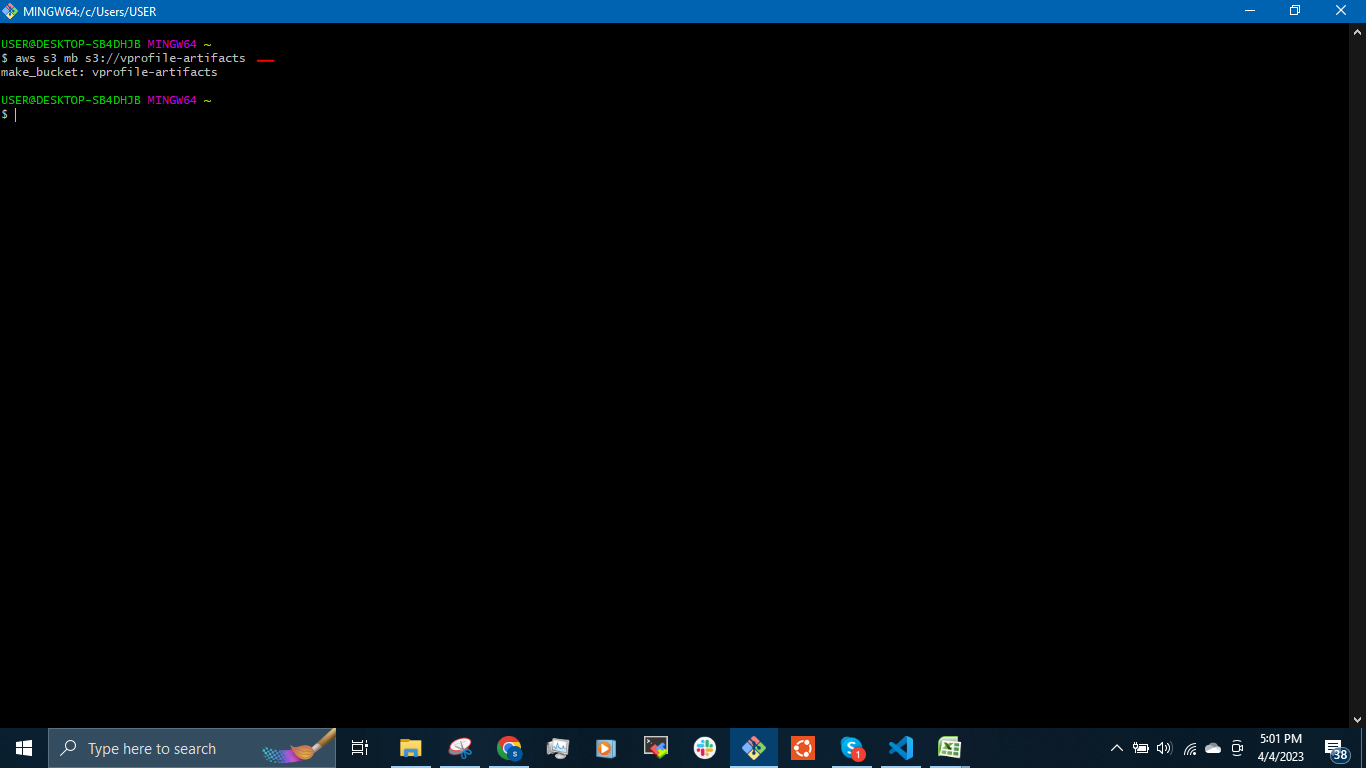 MINGW64:/c/Users/USER
USER@DESKTOP-SB4DHJB MINGW64 ~
$ aws s3 mb s3://vprofile-artifacts
make_bucket: vprofile-artifacts
USER@DESKTOP-SB4DHJB MINGW64 ~
$
Type here to search
S
1
5:01 PM
4/4/2023
38